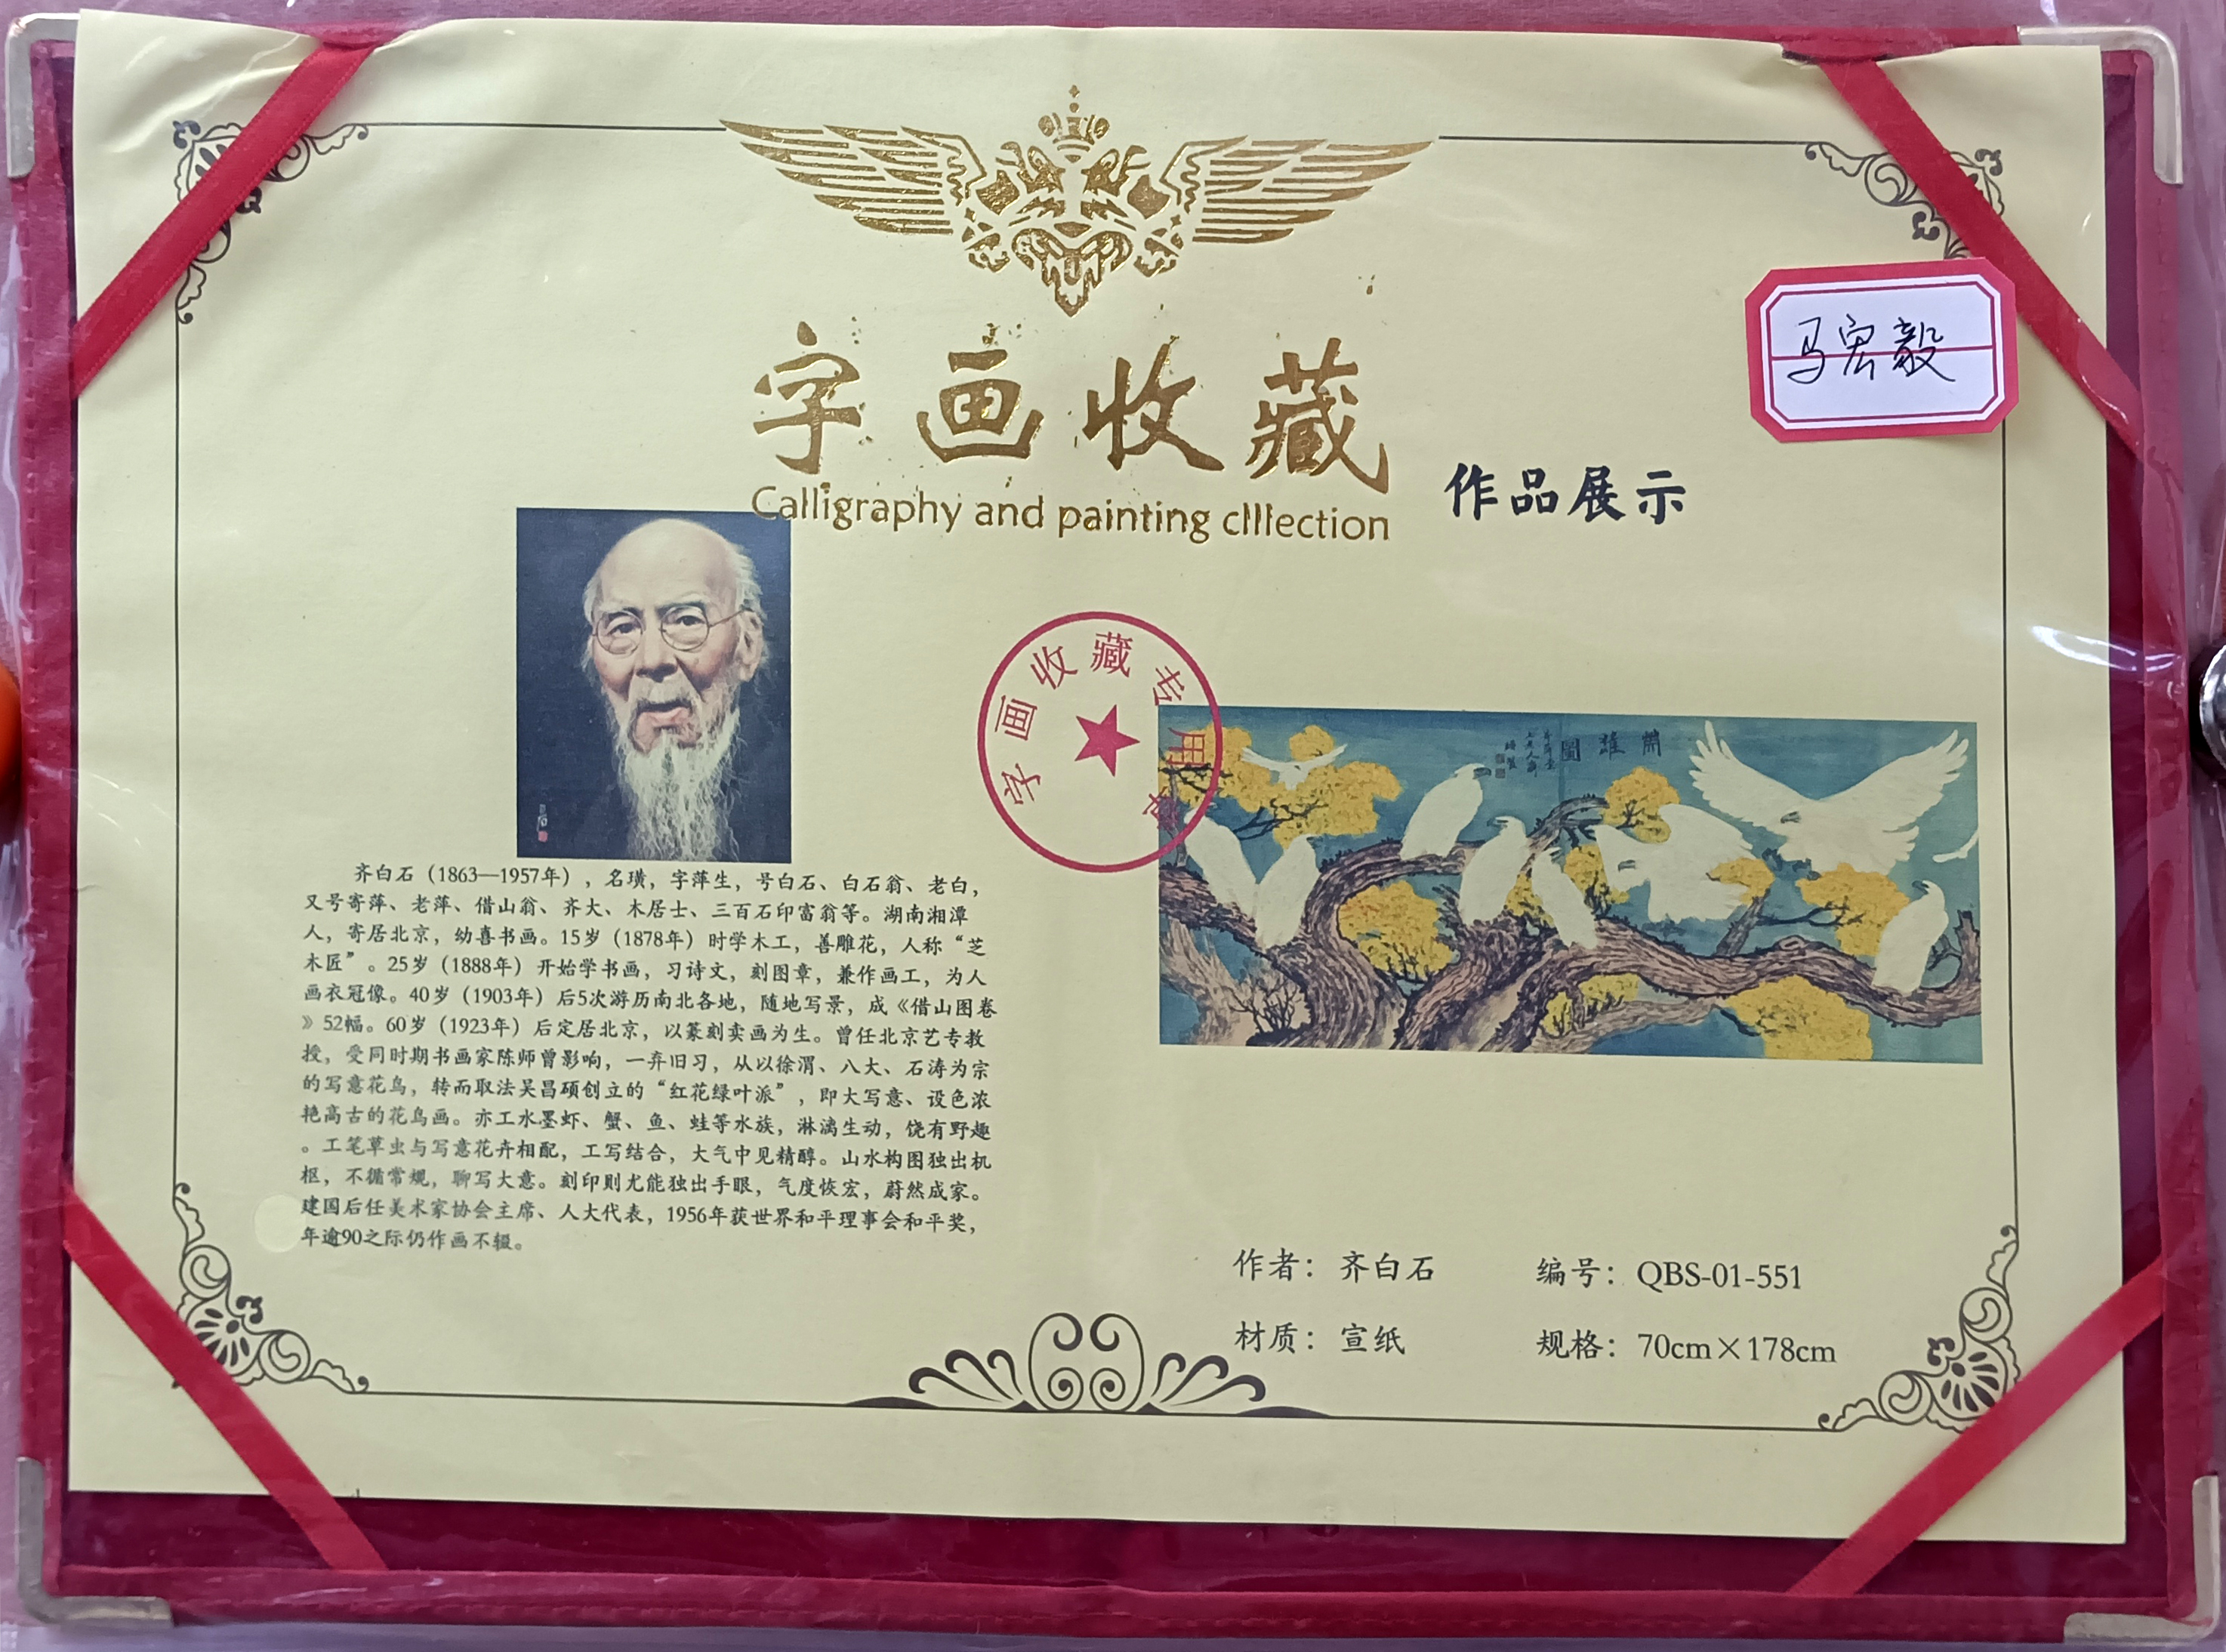 字画收藏
Calligraphy and painting clllection
作品展示
马宏毅
字画收藏专用章
齐白石（1863—1957年），名璜，字萍生，号白石、白石翁、老白，
又号寄萍、老萍、借山翁、齐大、木居士、三百石印富翁等。湖南湘潭
人，寄居北京，幼喜书画。15岁（1878年）时学木工，善雕花，人称“芝
木匠”。25岁（1888年）开始学书画，习诗文，刻图章，兼作画工，为人
画衣冠像。40岁（1903年）后5次游历南北各地，随地写景，成《借山图卷
》52幅。60岁（1923年）后定居北京，以篆刻卖画为生。曾任北京艺专教
授，受同时期书画家陈师曾影响，一弃旧习，从以徐渭、八大、石涛为宗
的写意花鸟，转而取法吴昌硕创立的“红花绿叶派”，即大写意、设色浓
艳高古的花鸟画。亦工水墨虾、蟹、鱼、蛙等水族，淋漓生动，饶有野趣
。工笔草虫与写意花卉相配，工写结合，大气中见精醇。山水构图独出机
枢，不循常规，聊写大意。刻印则尤能独出手眼，气度恢宏，蔚然成家。
建国后任美术家协会主席、人大代表，1956年获世界和平理事会和平奖，
年逾90之际仍作画不辍。
雄圖
作者：齐白石
编号：QBS-01-551
材质：宣纸
规格：70cm×178cm